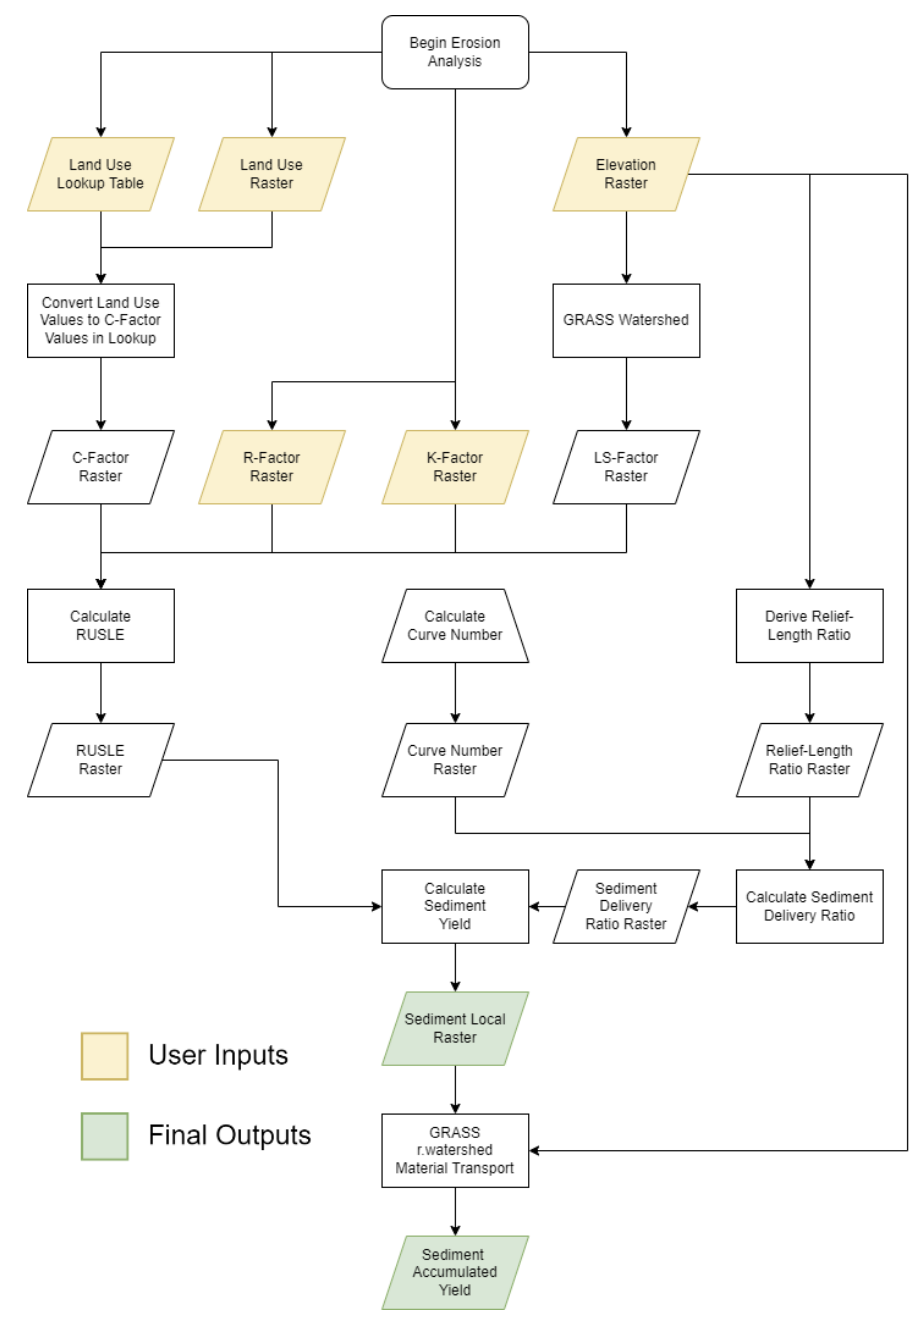 Begin Erosion
Analysis
Land Use
Lookup Table
Land Use
Raster
Elevation
Raster
Convert Land Use
Values to C-Factor
Values in Lookup
GRASS Watershed
C-Factor
Raster
R-Factor
Raster
K-Factor
Raster
LS-Factor
Raster
Calculate
RUSLE
Calculate
Curve Number
Derive Relief-
Length Ratio
RUSLE
Raster
Curve Number
Raster
Relief-Length
Ratio Raster
Calculate
Sediment
Yield
Sediment
Delivery
Ratio Raster
Calculate Sediment
Delivery Ratio
Sediment Local
Raster
User Inputs
Final Outputs
GRASS
r.watershed
Material Transport
Sediment
Accumulated
Yield